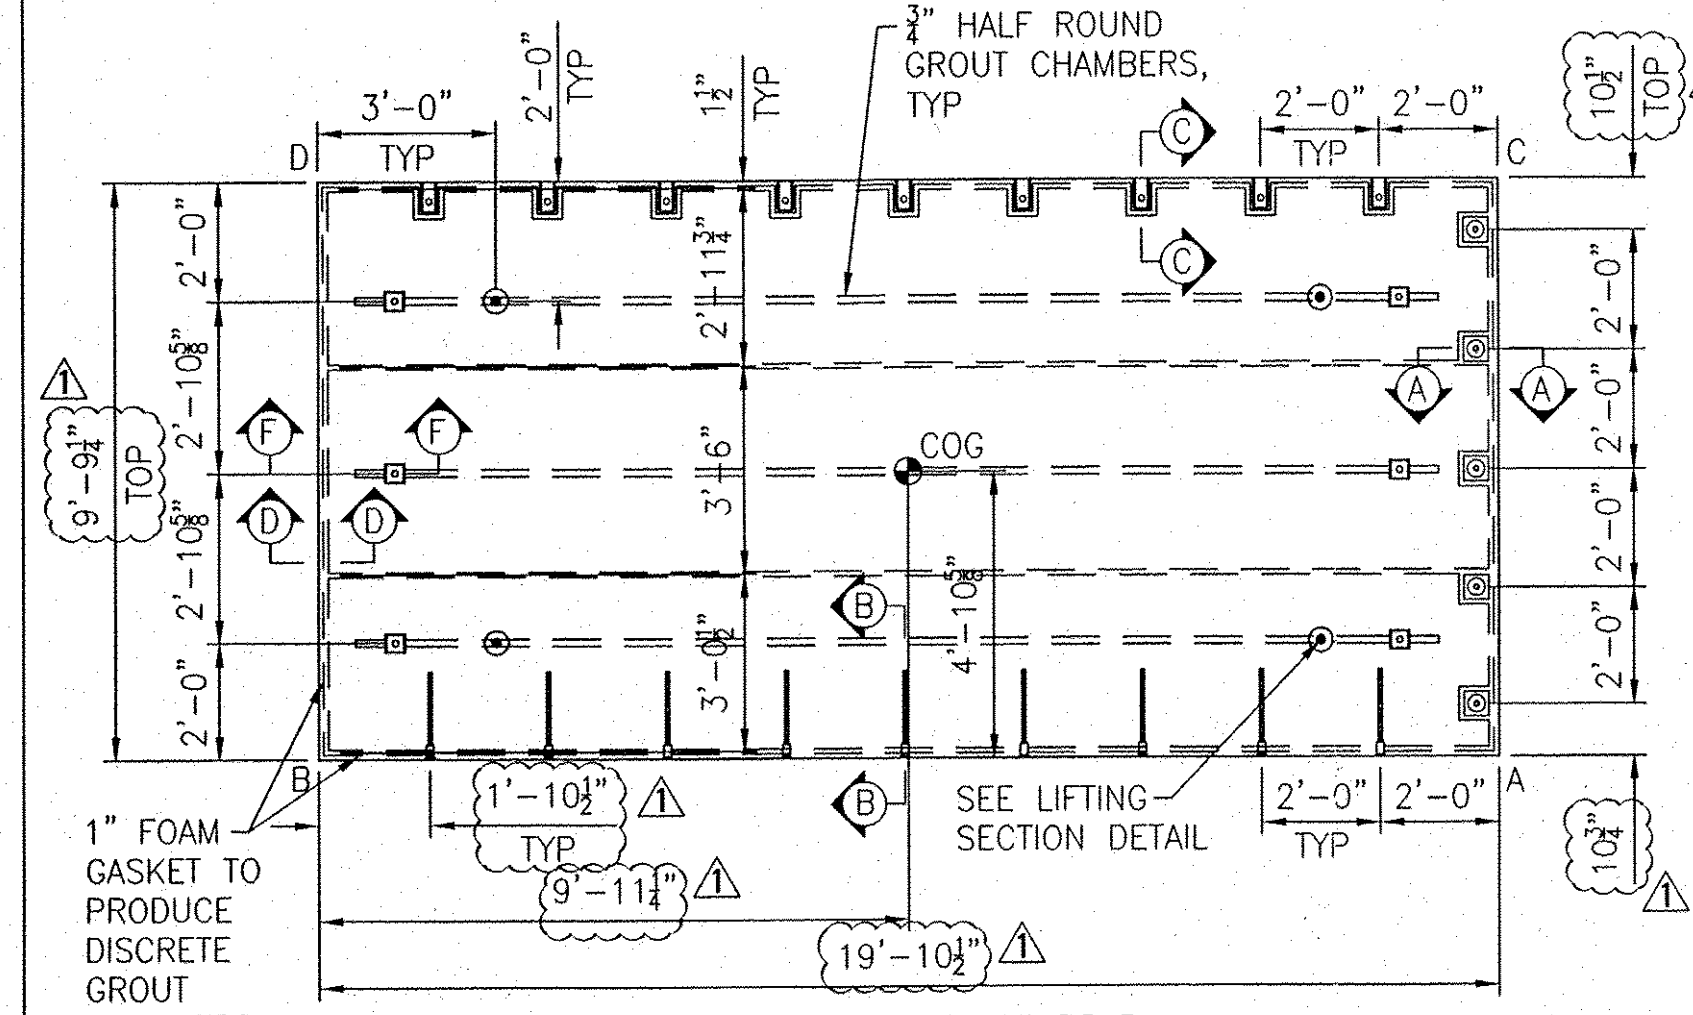 3/4" HALF ROUND
GROUT CHAMBERS,
TYP
3'-0"
TYP
2'-0"
TYP
1 1/2"
TYP
2'-0"
TYP
2'-0"
10 1/2"
TOP
D
C
C
C
2'-0"
2'-10 5/8"
2'-10 5/8"
2'-0"
1
9'-9 1/4"
TOP
2'-11 3/4"
3'-6"
3'-0 1/2"
F
F
D
D
COG
4'-10 5/8"
A
A
2'-0"
2'-0"
2'-0"
2'-0"
B
B
B
A
1'-10 1/2"
TYP
1
9'-11 1/4"
1
19'-10 1/2"
1
SEE LIFTING
SECTION DETAIL
2'-0"
TYP
2'-0"
10 3/4"
1
1" FOAM
GASKET TO
PRODUCE
DISCRETE
GROUT